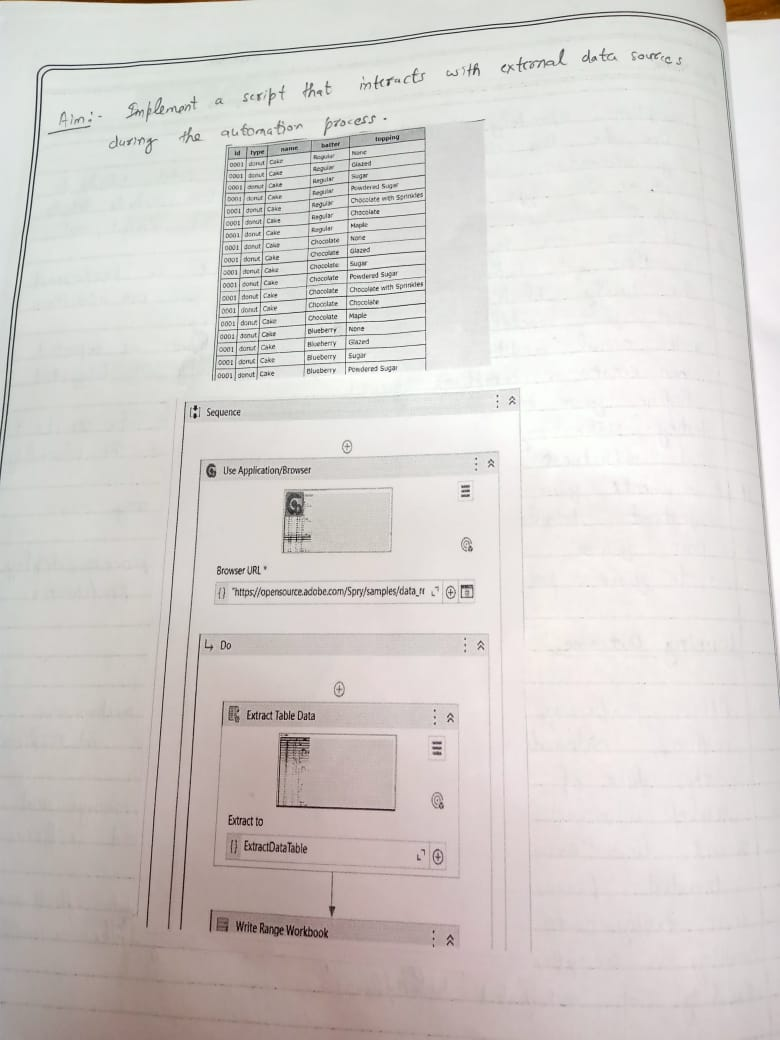 Aim:- Implement a script that interacts with external data sources
during the automation process.
id type name batter topping
0001 donut Cake Regular None
0001 donut Cake Regular Glazed
0001 donut Cake Regular Sugar
0001 donut Cake Regular Powdered Sugar
0001 donut Cake Regular Chocolate with Sprinkles
0001 donut Cake Regular Chocolate
0001 donut Cake Regular Maple
0001 donut Cake Chocolate None
0001 donut Cake Chocolate Glazed
0001 donut Cake Chocolate Sugar
0001 donut Cake Chocolate Powdered Sugar
0001 donut Cake Chocolate Chocolate with Sprinkles
0001 donut Cake Chocolate Chocolate
0001 donut Cake Chocolate Maple
0001 donut Cake Blueberry None
0001 donut Cake Blueberry Glazed
0001 donut Cake Blueberry Sugar
0001 donut Cake Blueberry Powdered Sugar
Sequence
Use Application/Browser
Browser URL *
"https://opensource.adobe.com/Spry/samples/data_r
Do
Extract Table Data
Extract to
ExtractDataTable
Write Range Workbook